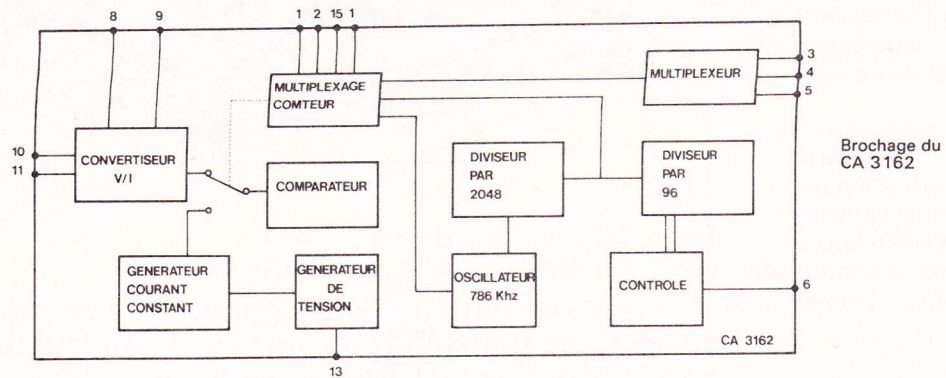 8 9 1 2 15 1
MULTIPLEXAGE
COMTEUR
MULTIPLEXEUR
3
4
5
10
11
CONVERTISEUR
V/I
COMPARATEUR
DIVISEUR
PAR
2048
DIVISEUR
PAR
96
Brochage du
CA 3162
GENERATEUR
COURANT
CONSTANT
GENERATEUR
DE
TENSION
OSCILLATEUR
786 Khz
CONTROLE
6
CA 3162
13